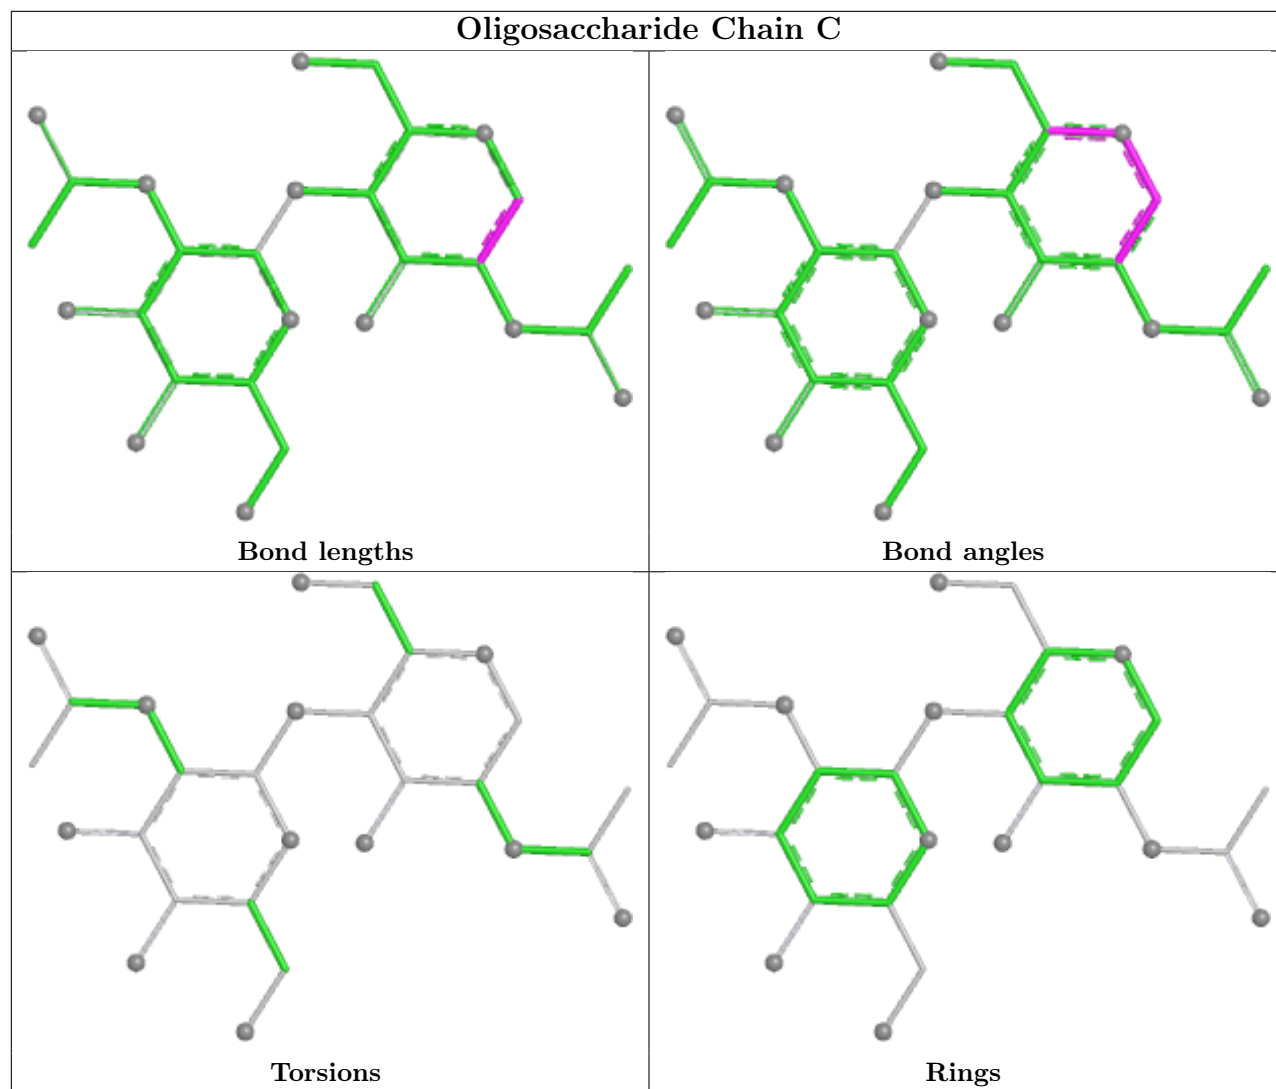 Oligosaccharide Chain C
Bond lengths
Bond angles
Torsions
Rings